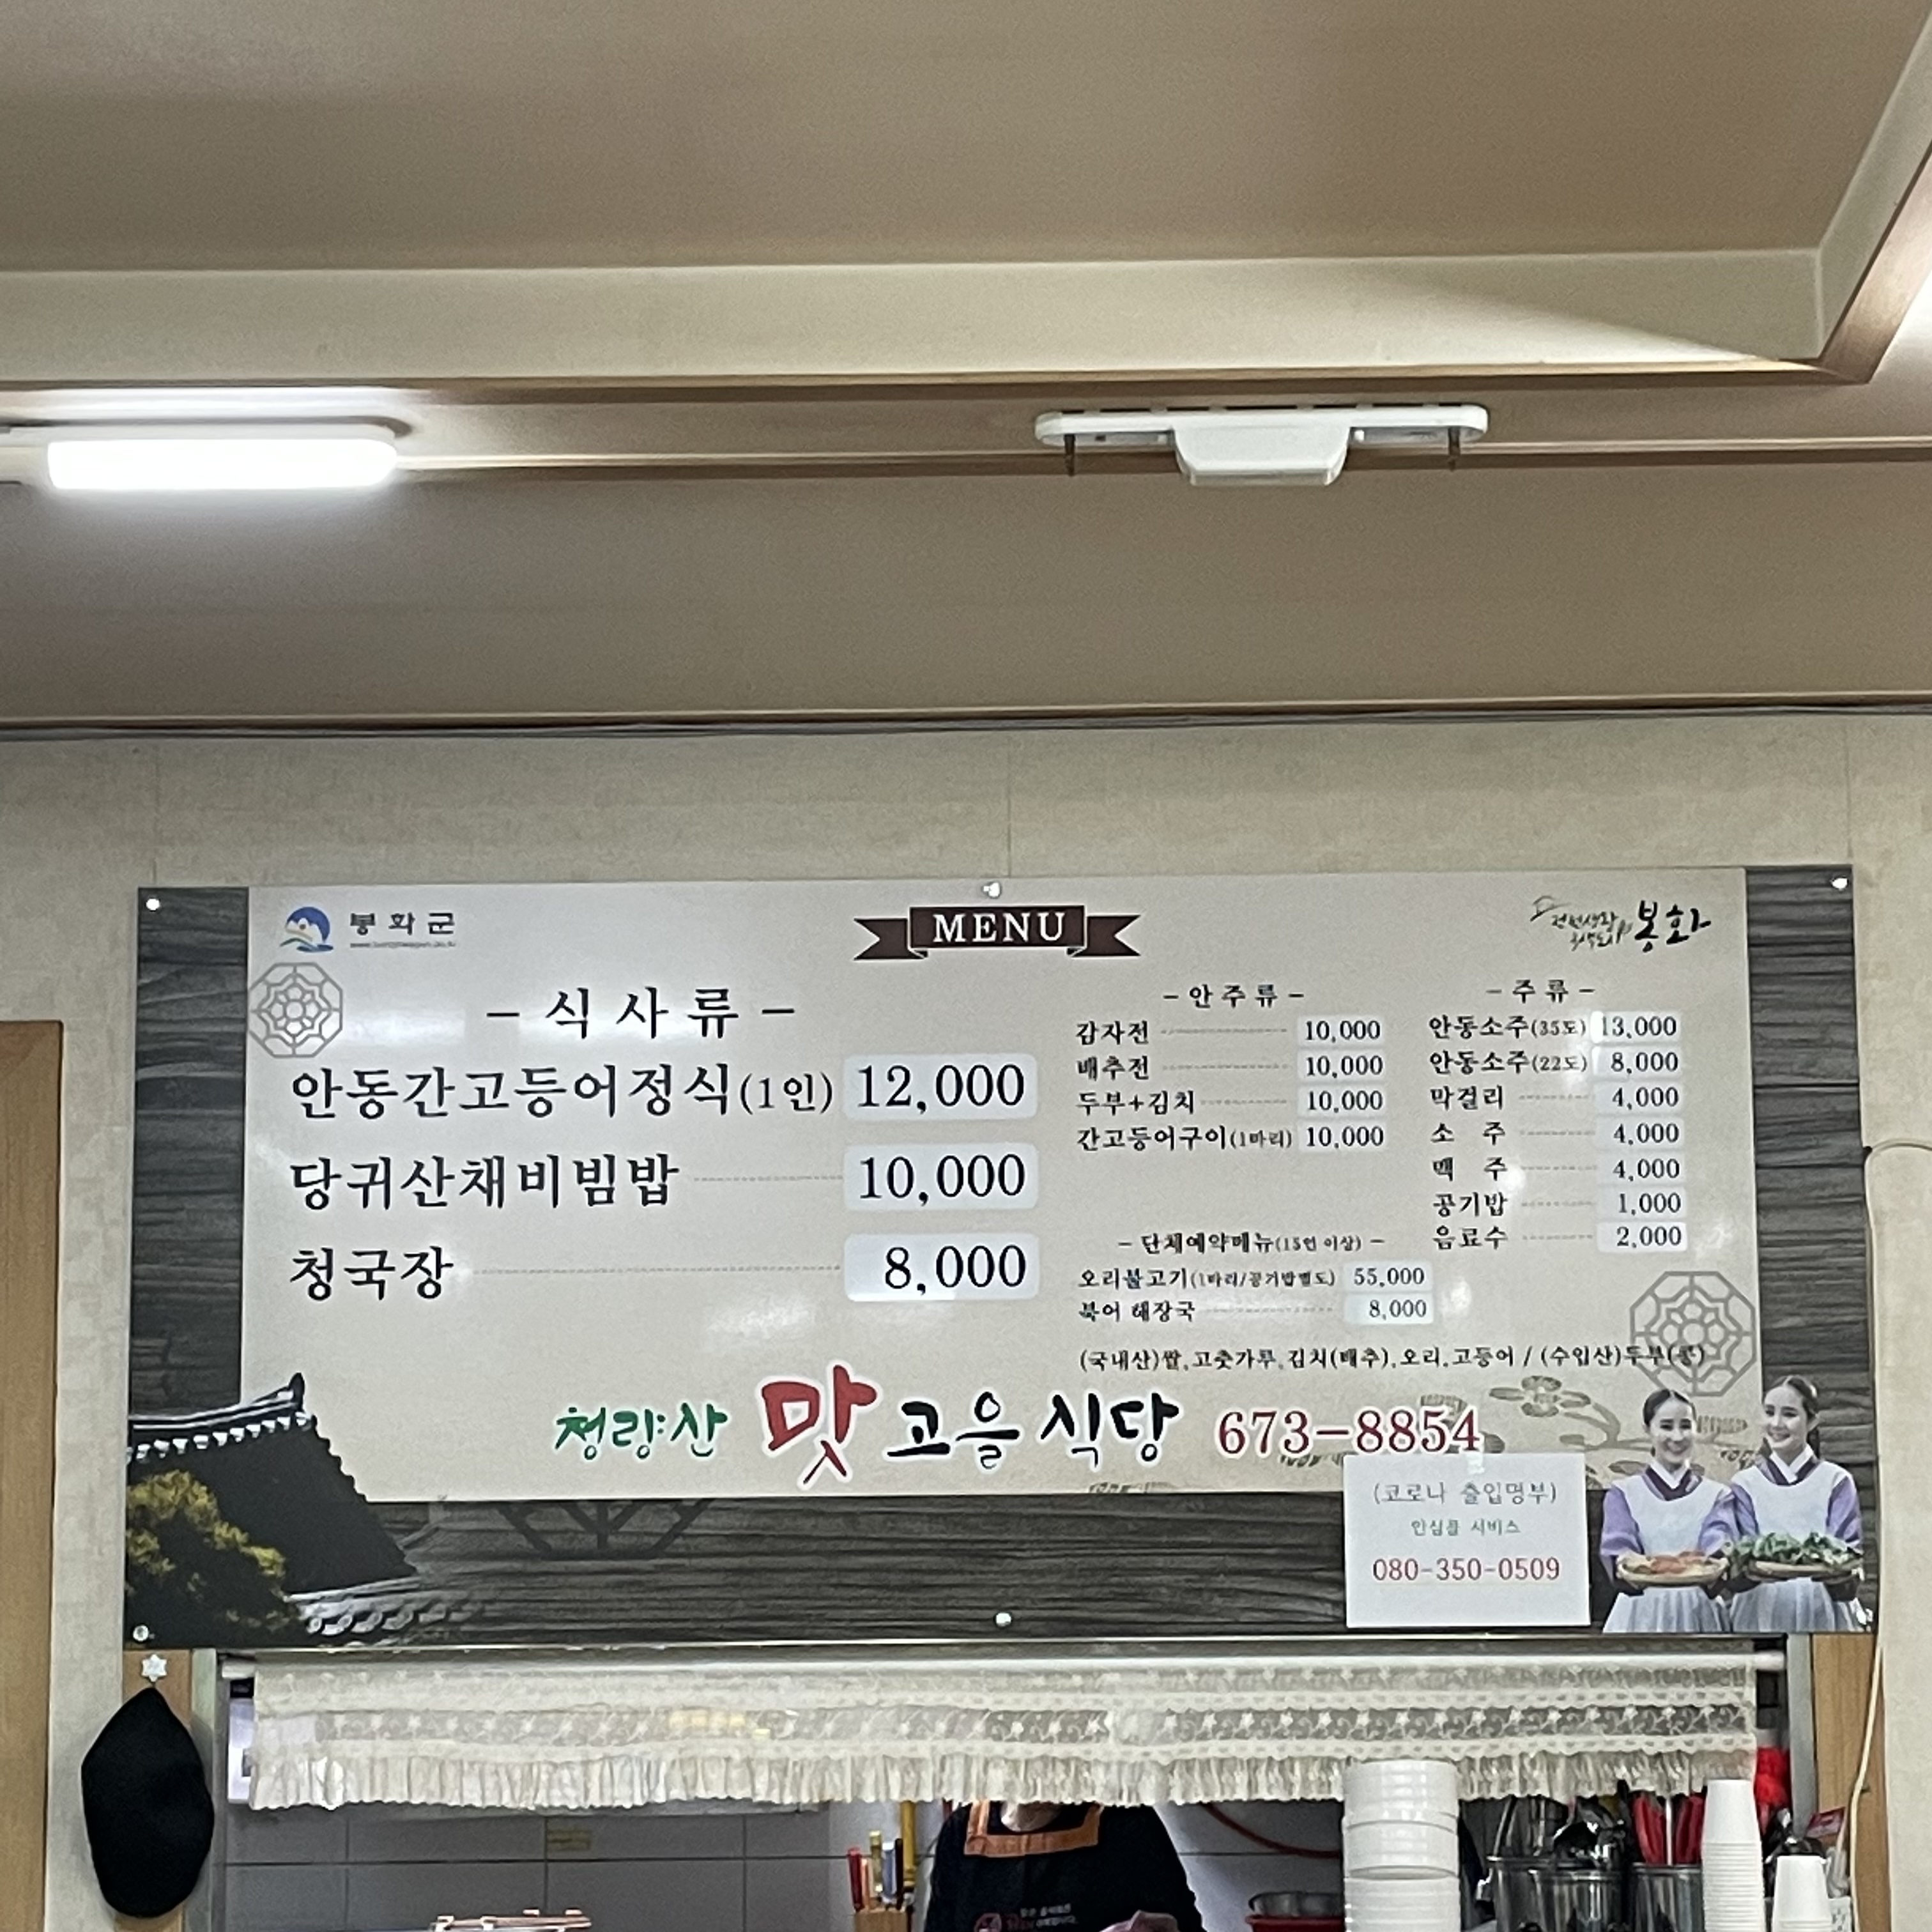 봉화군
MENU
봉화
- 식사류 -
안동간고등어정식(1인) 12,000
당귀산채비빔밥 10,000
청국장 8,000
- 안주류 -
감자전 10,000
배추전 10,000
두부+김치 10,000
간고등어구이(1마리) 10,000
- 주류 -
안동소주(35도) 13,000
안동소주(22도) 8,000
막걸리 4,000
소 주 4,000
맥 주 4,000
공기밥 1,000
음료수 2,000
- 단체예약메뉴(15인 이상) -
오리불고기(1마리/공기밥별도) 55,000
북어 해장국 8,000
(국내산)쌀,고춧가루,김치(배추),오리,고등어 / (수입산)두부(콩)
청량산 맛고을식당 673-8854
(코로나 출입명부)
안심콜 서비스
080-350-0509